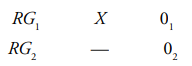 RG₁ X 0₁
RG₂ — 0₂